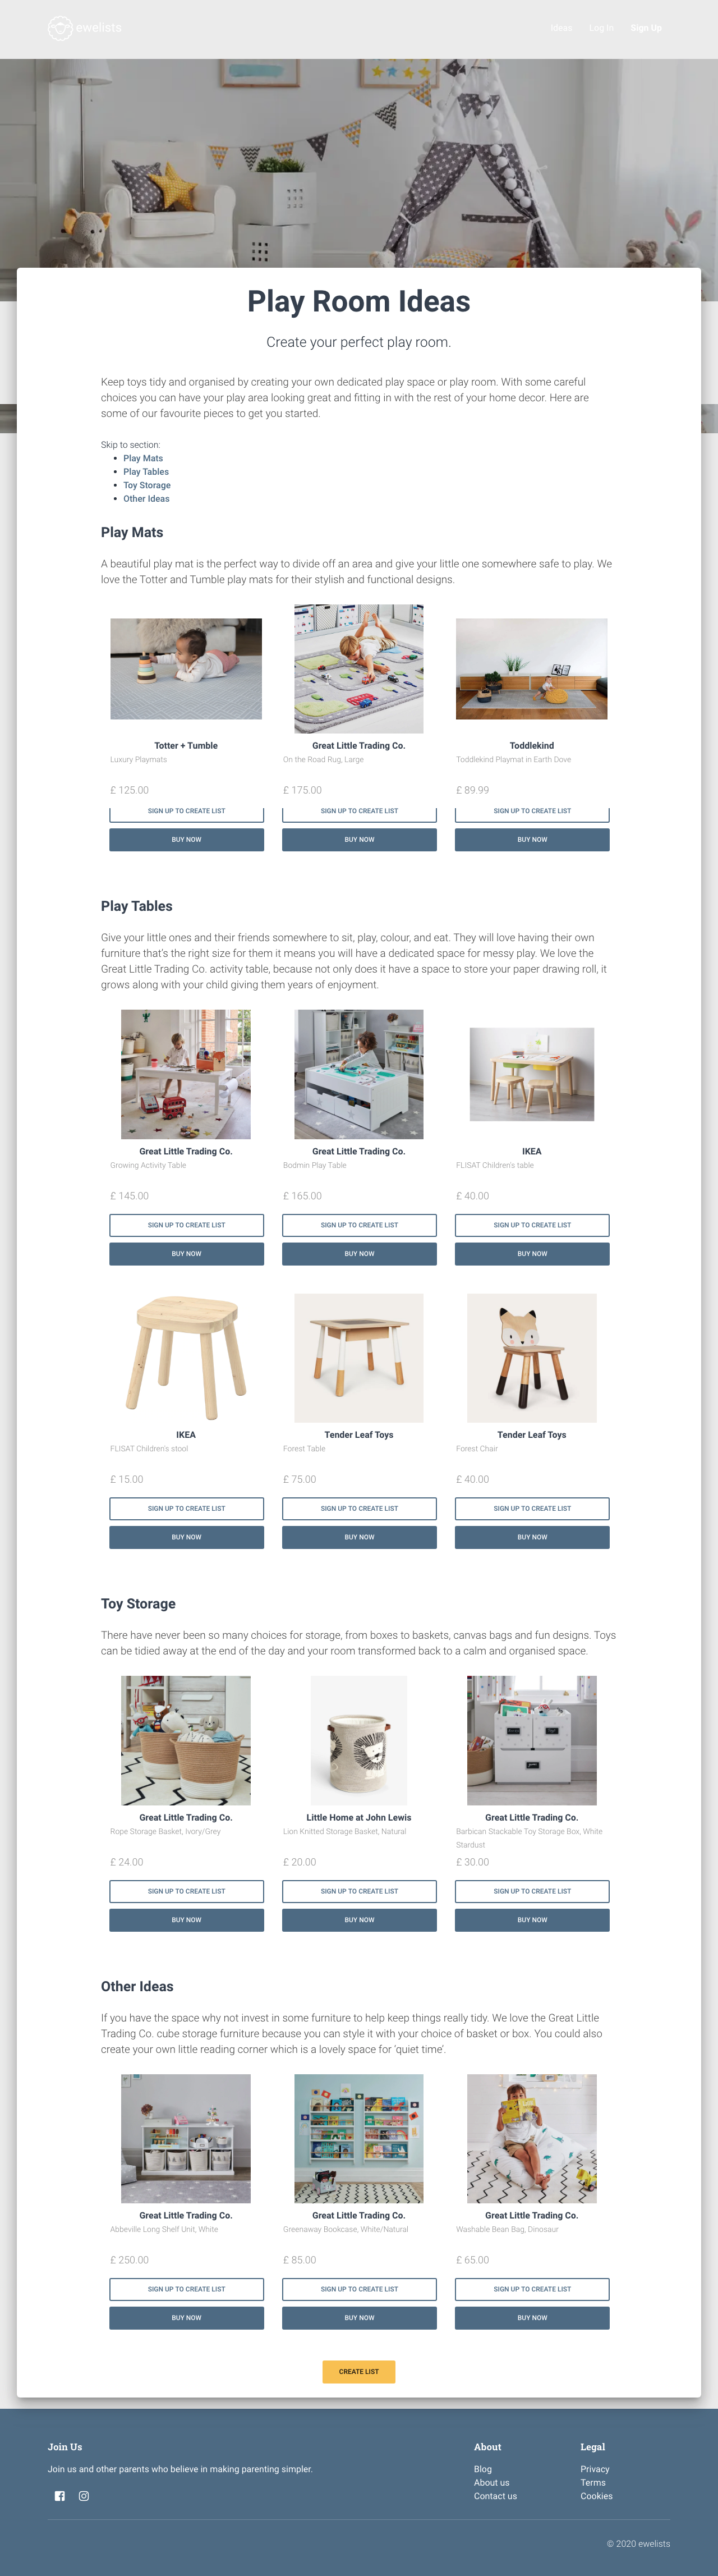 ewelists
Ideas Log In Sign Up
Play Room Ideas
Create your perfect play room.
Keep toys tidy and organised by creating your own dedicated play space or play room. With some careful
choices you can have your play area looking great and fitting in with the rest of your home decor. Here are
some of our favourite pieces to get you started.
Skip to section:
Play Mats
Play Tables
Toy Storage
Other Ideas
Play Mats
A beautiful play mat is the perfect way to divide off an area and give your little one somewhere safe to play. We
love the Totter and Tumble play mats for their stylish and functional designs.
Totter + Tumble
Luxury Playmats
£ 125.00
SIGN UP TO CREATE LIST
BUY NOW
Great Little Trading Co.
On the Road Rug, Large
£ 175.00
SIGN UP TO CREATE LIST
BUY NOW
Toddlekind
Toddlekind Playmat in Earth Dove
£ 89.99
SIGN UP TO CREATE LIST
BUY NOW
Play Tables
Give your little ones and their friends somewhere to sit, play, colour, and eat. They will love having their own
furniture that's the right size for them it means you will have a dedicated space for messy play. We love the
Great Little Trading Co. activity table, because not only does it have a space to store your paper drawing roll, it
grows along with your child giving them years of enjoyment.
Great Little Trading Co.
Growing Activity Table
£ 145.00
SIGN UP TO CREATE LIST
BUY NOW
Great Little Trading Co.
Bodmin Play Table
£ 165.00
SIGN UP TO CREATE LIST
BUY NOW
IKEA
FLISAT Children's table
£ 40.00
SIGN UP TO CREATE LIST
BUY NOW
IKEA
FLISAT Children's stool
£ 15.00
SIGN UP TO CREATE LIST
BUY NOW
Tender Leaf Toys
Forest Table
£ 75.00
SIGN UP TO CREATE LIST
BUY NOW
Tender Leaf Toys
Forest Chair
£ 40.00
SIGN UP TO CREATE LIST
BUY NOW
Toy Storage
There have never been so many choices for storage, from boxes to baskets, canvas bags and fun designs. Toys
can be tidied away at the end of the day and your room transformed back to a calm and organised space.
Great Little Trading Co.
Rope Storage Basket, Ivory/Grey
£ 24.00
SIGN UP TO CREATE LIST
BUY NOW
Little Home at John Lewis
Lion Knitted Storage Basket, Natural
£ 20.00
SIGN UP TO CREATE LIST
BUY NOW
Great Little Trading Co.
Barbican Stackable Toy Storage Box, White
Stardust
£ 30.00
SIGN UP TO CREATE LIST
BUY NOW
Other Ideas
If you have the space why not invest in some furniture to help keep things really tidy. We love the Great Little
Trading Co. cube storage furniture because you can style it with your choice of basket or box. You could also
create your own little reading corner which is a lovely space for ‘quiet time’.
Great Little Trading Co.
Abbeville Long Shelf Unit, White
£ 250.00
SIGN UP TO CREATE LIST
BUY NOW
Great Little Trading Co.
Greenaway Bookcase, White/Natural
£ 85.00
SIGN UP TO CREATE LIST
BUY NOW
Great Little Trading Co.
Washable Bean Bag, Dinosaur
£ 65.00
SIGN UP TO CREATE LIST
BUY NOW
CREATE LIST
Join Us
Join us and other parents who believe in making parenting simpler.
About
Blog
About us
Contact us
Legal
Privacy
Terms
Cookies
© 2020 ewelists